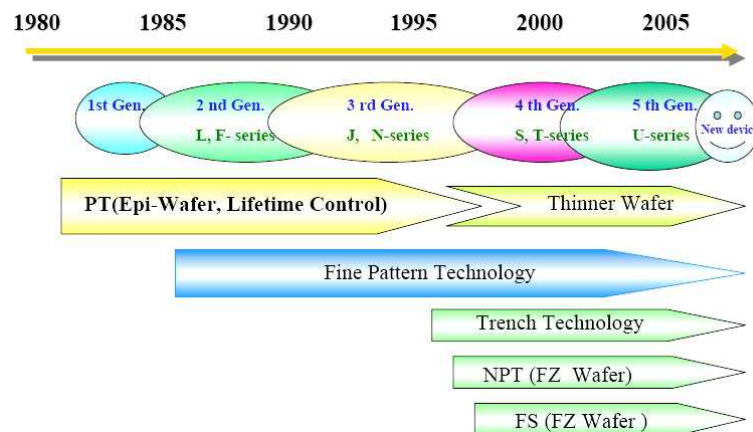 1980 1985 1990 1995 2000 2005
1st Gen. 2 nd Gen. 3 rd Gen. 4 th Gen. 5 th Gen.
L, F- series J, N-series S, T-series U-series New devic
PT(Epi-Wafer, Lifetime Control) Thinner Wafer
Fine Pattern Technology
Trench Technology
NPT (FZ Wafer)
FS (FZ Wafer )